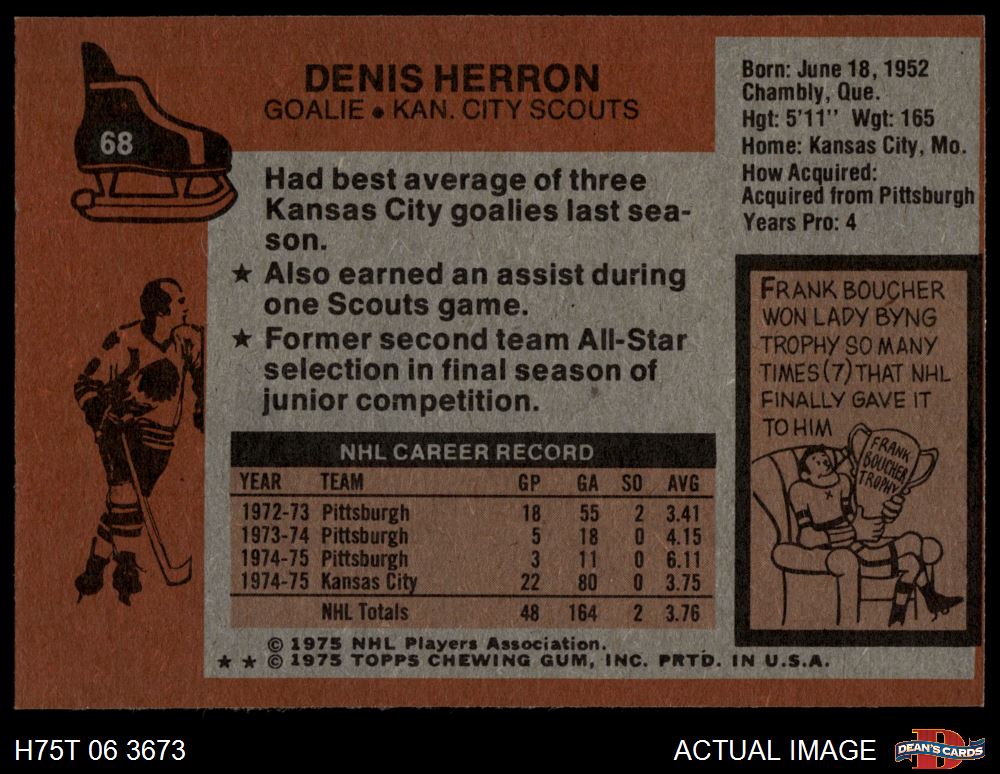 68
DENIS HERRON
GOALIE • KAN. CITY SCOUTS
Born: June 18, 1952
Chambly, Que.
Hgt: 5'11" Wgt: 165
Home: Kansas City, Mo.
How Acquired:
Acquired from Pittsburgh
Years Pro: 4
Had best average of three
Kansas City goalies last sea-
son.
★ Also earned an assist during
one Scouts game.
★ Former second team All-Star
selection in final season of
junior competition.
FRANK BOUCHER
WON LADY BYNG
TROPHY SO MANY
TIMES (7) THAT NHL
FINALLY GAVE IT
TO HIM
FRANK
BOUCHER
TROPHY
NHL CAREER RECORD
YEAR TEAM GP GA SO AVG
1972-73 Pittsburgh 18 55 2 3.41
1973-74 Pittsburgh 5 18 0 4.15
1974-75 Pittsburgh 3 11 0 6.11
1974-75 Kansas City 22 80 0 3.75
NHL Totals 48 164 2 3.76
© 1975 NHL Players Association.
★ ★ © 1975 TOPPS CHEWING GUM, INC. PRTD. IN U.S.A.
H75T 06 3673
ACTUAL IMAGE
D
DEAN'S CARDS